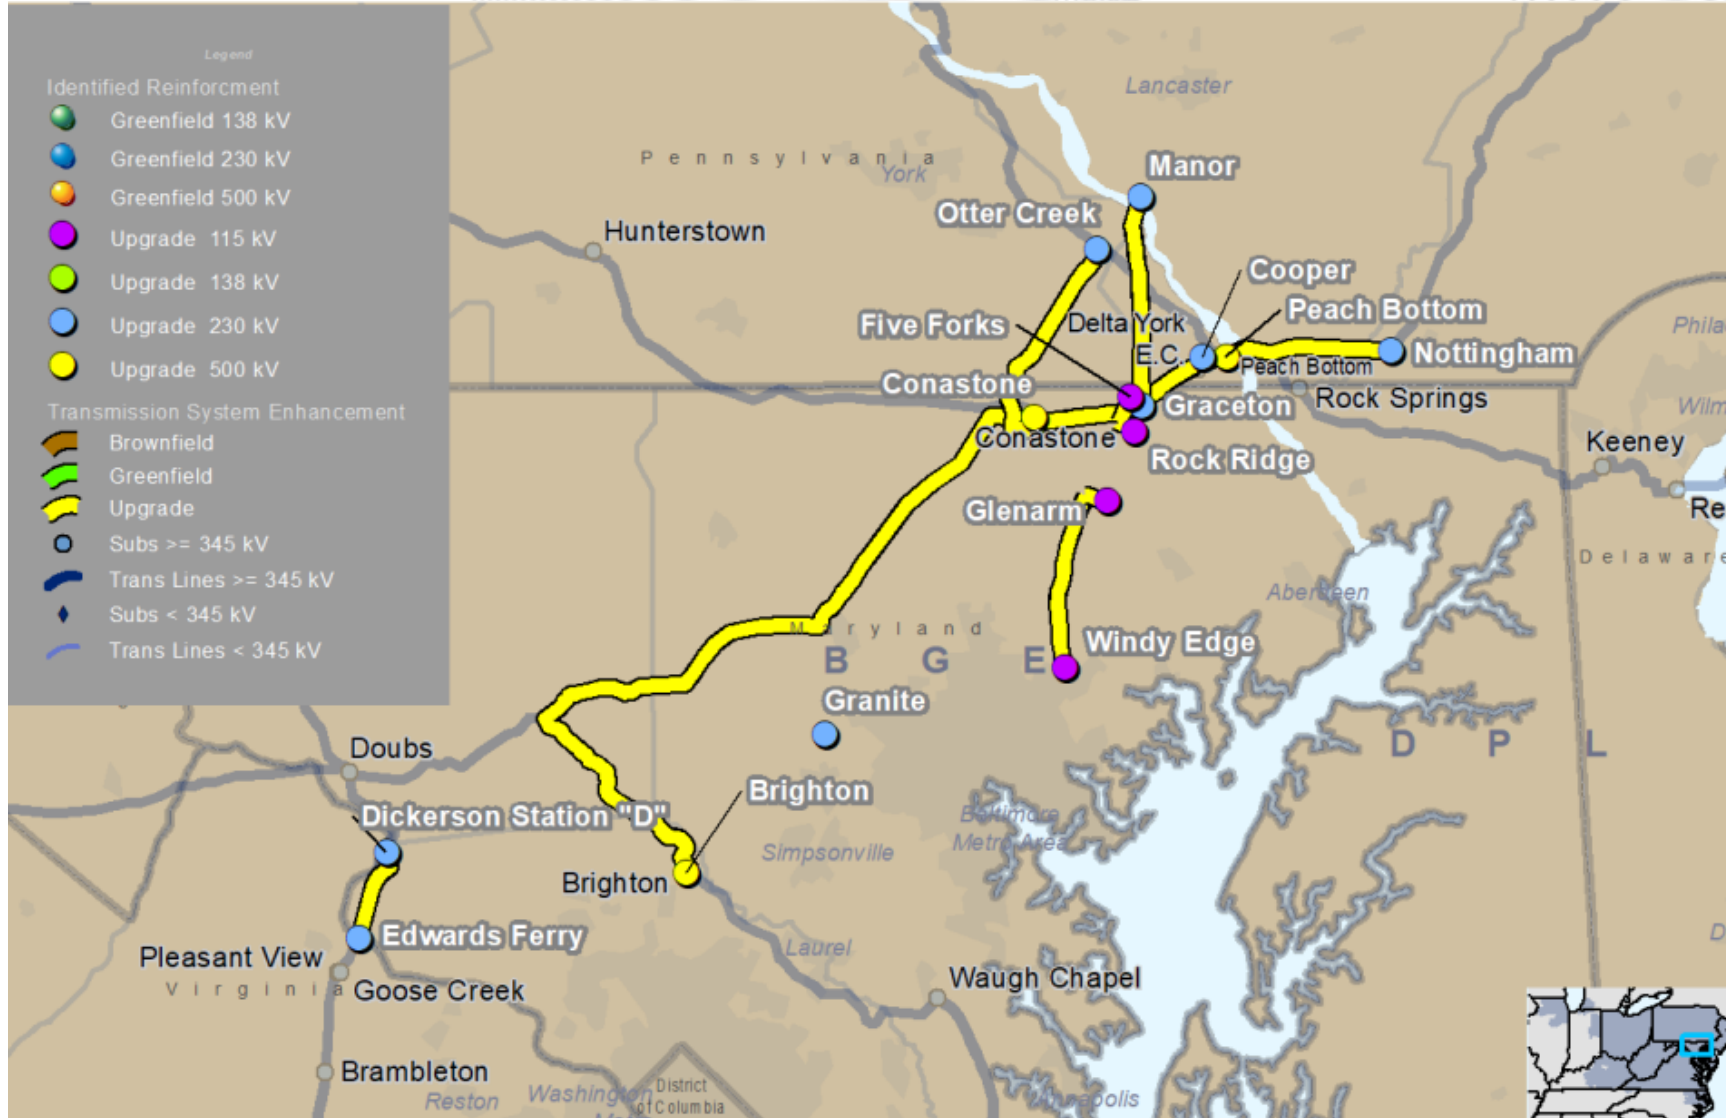 Legend
Identified Reinforcment
Greenfield 138 kV
Greenfield 230 kV
Greenfield 500 kV
Upgrade 115 kV
Upgrade 138 kV
Upgrade 230 kV
Upgrade 500 kV
Transmission System Enhancement
Brownfield
Greenfield
Upgrade
Subs >= 345 kV
Trans Lines >= 345 kV
Subs < 345 kV
Trans Lines < 345 kV
Lancaster
Pennsylvania
York
Manor
Otter Creek
Hunterstown
Cooper
Peach Bottom
Five Forks
Delta York
E.C.
Nottingham
Peach Bottom
Conastone
Graceton
Rock Springs
Conastone
Rock Ridge
Keeney
Glenarm
Re
Delaware
Aberdeen
Maryland
Windy Edge
B G E
Granite
D P L
Doubs
Brighton
Dickerson Station "D"
Baltimore
Metro Area
Simpsonville
Brighton
Edwards Ferry
Laurel
Pleasant View
Virginia
Goose Creek
Waugh Chapel
Brambleton
Reston
Washington
District
of Columbia